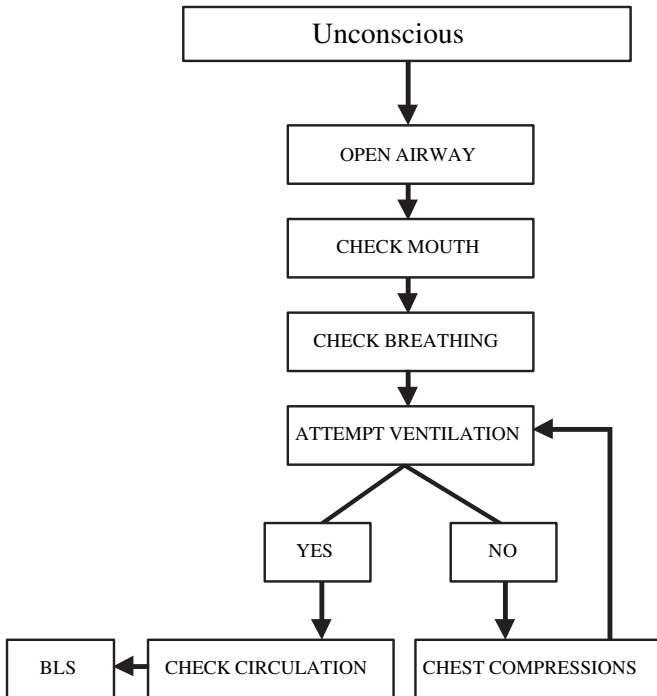 Unconscious
OPEN AIRWAY
CHECK MOUTH
CHECK BREATHING
ATTEMPT VENTILATION
YES
NO
BLS
CHECK CIRCULATION
CHEST COMPRESSIONS